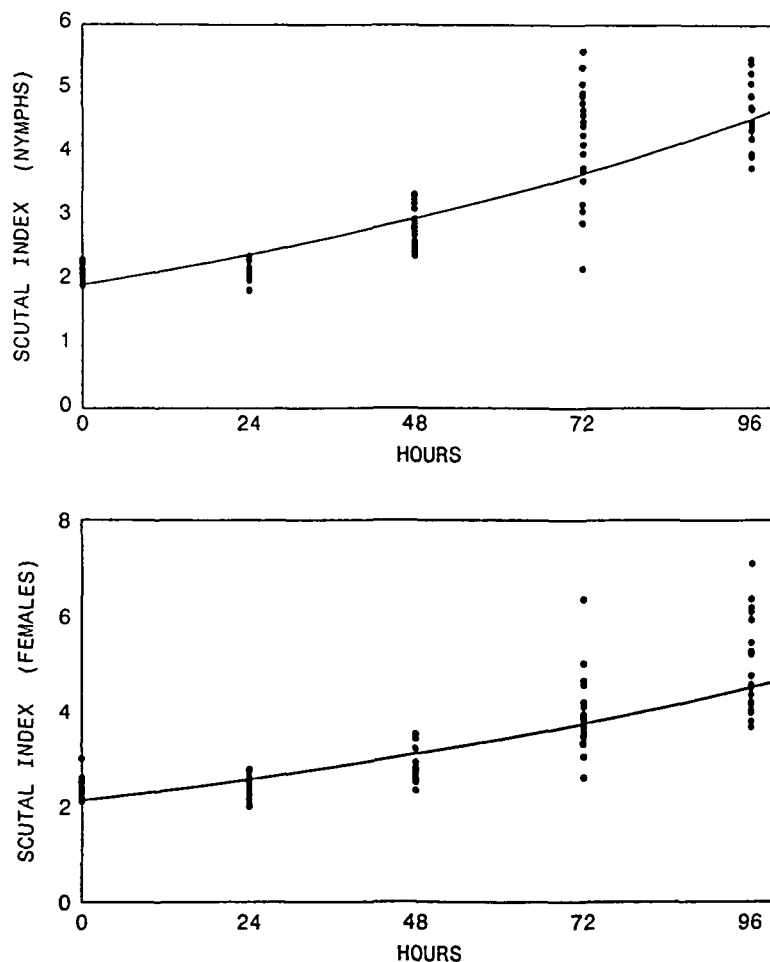 SCUTAL INDEX (NYMPHS)
6
5
4
3
2
1
0
0 24 48 72 96
HOURS
SCUTAL INDEX (FEMALES)
8
6
4
2
0
0 24 48 72 96
HOURS